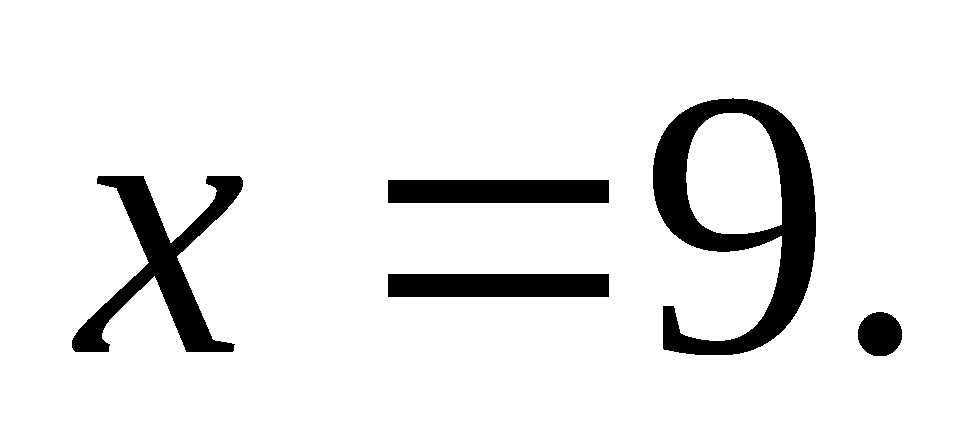 x = 9.